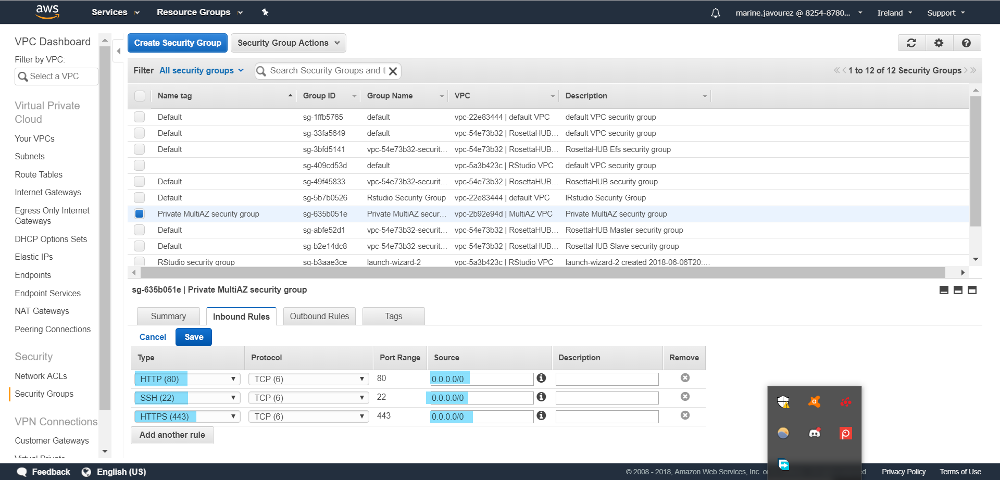 aws Services Resource Groups marine.javourez @ 8254-8780... Ireland Support
VPC Dashboard
Filter by VPC:
Select a VPC
Virtual Private
Cloud
Your VPCs
Subnets
Route Tables
Internet Gateways
Egress Only Internet
Gateways
DHCP Options Sets
Elastic IPs
Endpoints
Endpoint Services
NAT Gateways
Peering Connections
Security
Network ACLs
Security Groups
VPN Connections
Customer Gateways
Virtual Private
Create Security Group Security Group Actions
Filter All security groups Search Security Groups and t 1 to 12 of 12 Security Groups
Name tag Group ID Group Name VPC Description
Default sg-1ffb5765 default vpc-22e83444 | default VPC default VPC security group
Default sg-33fa5649 default vpc-54e73b32 | RosettaHUB... default VPC security group
Default sg-3bfd5141 vpc-54e73b32-securit... vpc-54e73b32 | RosettaHUB... RosettaHUB Efs security group
sg-409cd53d default vpc-5a3b423c | RStudio VPC default VPC security group
Default sg-49f45833 vpc-54e73b32-securit... vpc-54e73b32 | RosettaHUB... RosettaHUB security group
Default sg-5b7b0526 Rstudio Security Group vpc-22e83444 | default VPC lRstudio Security Group
Private MultiAZ security group sg-635b051e Private MultiAZ secur... vpc-2b92e94d | MultiAZ VPC Private MultiAZ security group
Default sg-abfe52d1 vpc-54e73b32-securit... vpc-54e73b32 | RosettaHUB... RosettaHUB Master security group
Default sg-b2e14dc8 vpc-54e73b32-securit... vpc-54e73b32 | RosettaHUB... RosettaHUB Slave security group
RStudio security group sg-b3aae3ce launch-wizard-2 vpc-5a3b423c | RStudio VPC launch-wizard-2 created 2018-06-06T20:...
sg-635b051e | Private MultiAZ security group
Summary Inbound Rules Outbound Rules Tags
Cancel Save
Type Protocol Port Range Source Description Remove
HTTP (80) TCP (6) 80 0.0.0.0/0
SSH (22) TCP (6) 22 0.0.0.0/0
HTTPS (443) TCP (6) 443 0.0.0.0/0
Add another rule
Feedback English (US) © 2008 - 2018, Amazon Web Services, Inc. d. Privacy Policy Terms of Use